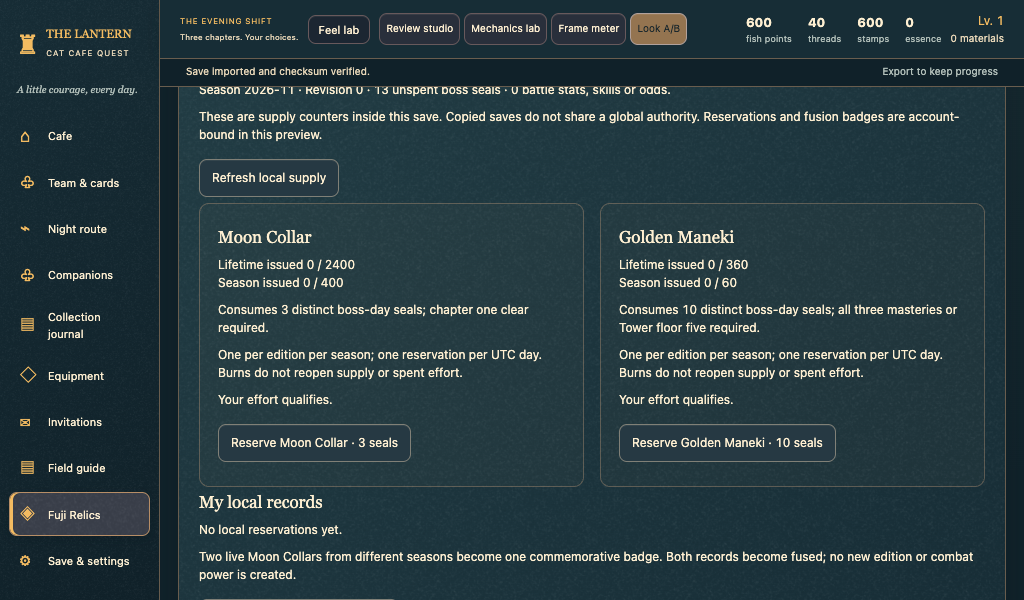 THE LANTERN
CAT CAFE QUEST
A little courage, every day.
Cafe
Team & cards
Night route
Companions
Collection
journal
Equipment
Invitations
Field guide
Fuji Relics
Save & settings
THE EVENING SHIFT
Three chapters. Your choices.
Feel lab
Review studio
Mechanics lab
Frame meter
Look A/B
600
fish points
40
threads
600
stamps
0
essence
Lv. 1
0 materials
Save imported and checksum verified.
Export to keep progress
Season 2026-11 · Revision 0 · 13 unspent boss seals · 0 battle stats, skills or odds.
These are supply counters inside this save. Copied saves do not share a global authority. Reservations and fusion badges are account-
bound in this preview.
Refresh local supply
Moon Collar
Lifetime issued 0 / 2400
Season issued 0 / 400
Consumes 3 distinct boss-day seals; chapter one clear
required.
One per edition per season; one reservation per UTC day.
Burns do not reopen supply or spent effort.
Your effort qualifies.
Reserve Moon Collar · 3 seals
Golden Maneki
Lifetime issued 0 / 360
Season issued 0 / 60
Consumes 10 distinct boss-day seals; all three masteries or
Tower floor five required.
One per edition per season; one reservation per UTC day.
Burns do not reopen supply or spent effort.
Your effort qualifies.
Reserve Golden Maneki · 10 seals
My local records
No local reservations yet.
Two live Moon Collars from different seasons become one commemorative badge. Both records become fused; no new edition or combat
power is created.